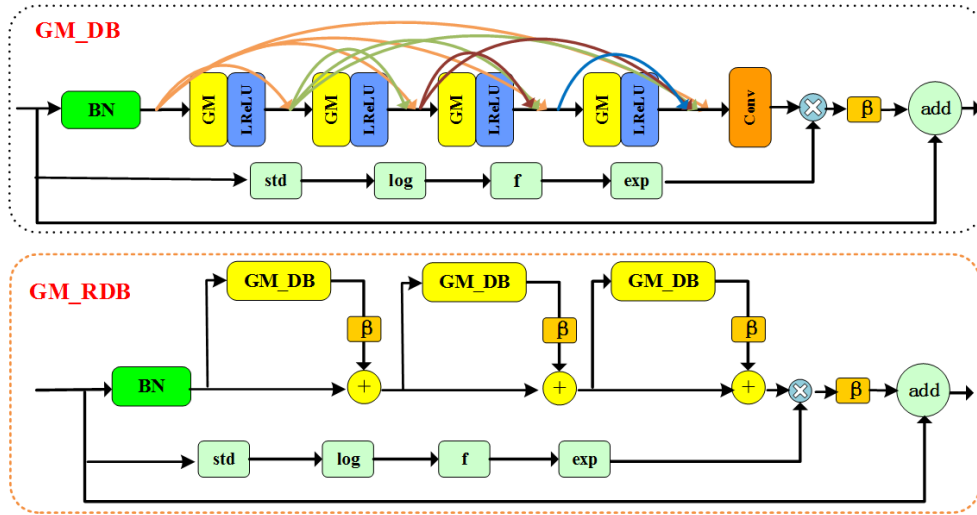 GM_DB
BN
GM
LReLU
GM
LReLU
GM
LReLU
GM
LReLU
Conv
×
β
add
std
log
f
exp
GM_RDB
GM_DB
GM_DB
GM_DB
β
β
β
BN
+
+
+
×
β
add
std
log
f
exp